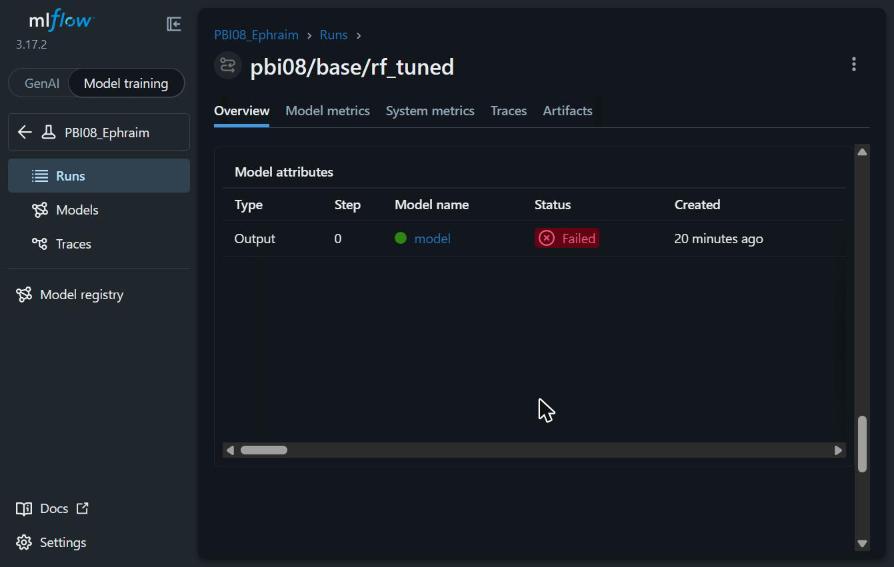 mlflow
3.17.2
GenAI Model training
PBI08_Ephraim
Runs
Models
Traces
Model registry
Docs
Settings
PBI08_Ephraim > Runs >
pbi08/base/rf_tuned
Overview Model metrics System metrics Traces Artifacts
Model attributes
Type Step Model name Status Created
Output 0 model Failed 20 minutes ago